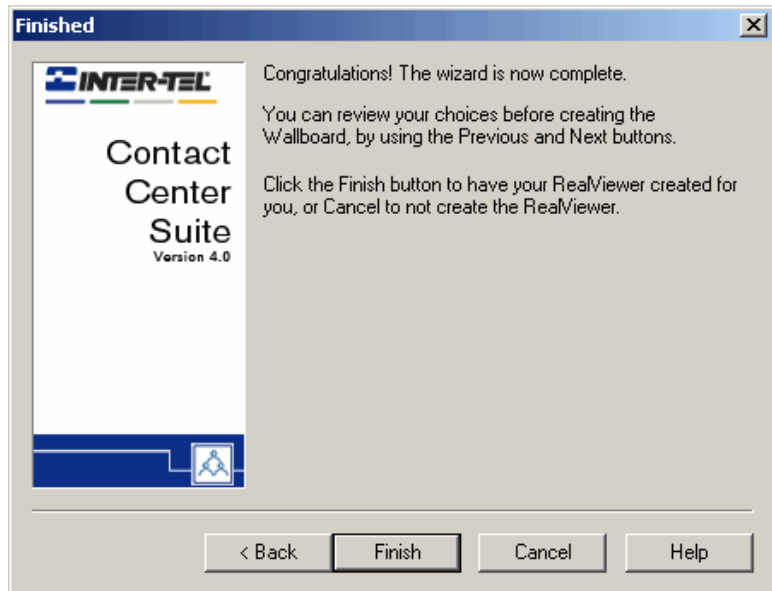 Finished
INTER-TEL
Contact
Center
Suite
Version 4.0
Congratulations! The wizard is now complete.
You can review your choices before creating the
Wallboard, by using the Previous and Next buttons.
Click the Finish button to have your RealViewer created for
you, or Cancel to not create the RealViewer.
< Back Finish Cancel Help